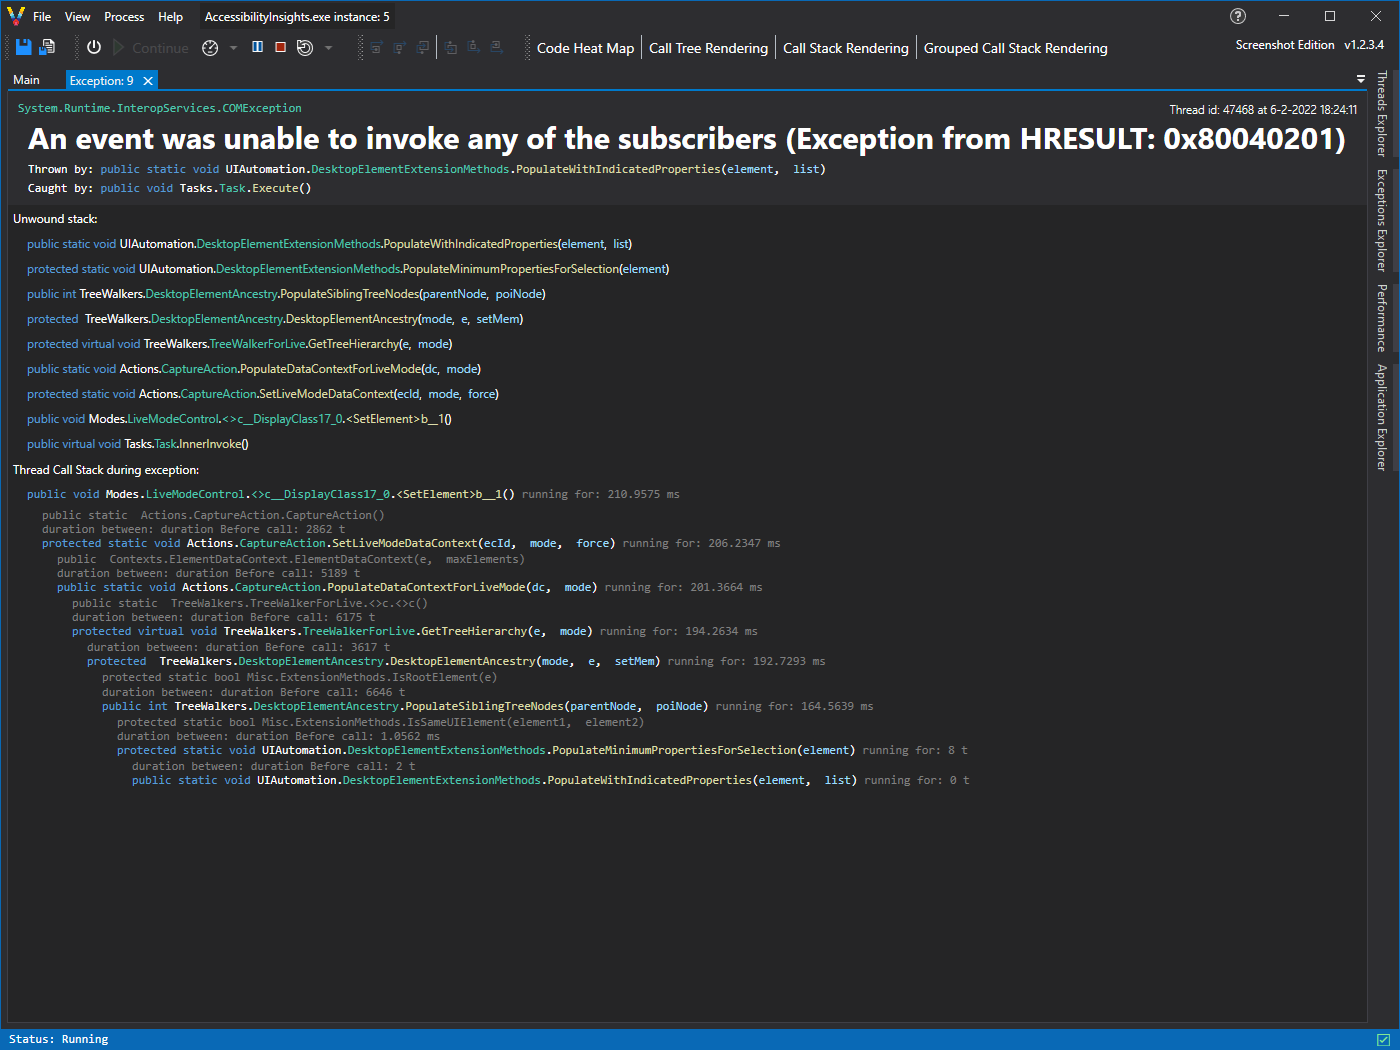 File View Process Help AccessibilityInsights.exe instance: 5
Continue
Code Heat Map Call Tree Rendering Call Stack Rendering Grouped Call Stack Rendering
Screenshot Edition v1.2.3.4
Main Exception: 9
System.Runtime.InteropServices.COMException
Thread id: 47468 at 6-2-2022 18:24:11
An event was unable to invoke any of the subscribers (Exception from HRESULT: 0x80040201)
Thrown by: public static void UIAutomation.DesktopElementExtensionMethods.PopulateWithIndicatedProperties(element, list)
Caught by: public void Tasks.Task.Execute()
Unwound stack:
public static void UIAutomation.DesktopElementExtensionMethods.PopulateWithIndicatedProperties(element, list)
protected static void UIAutomation.DesktopElementExtensionMethods.PopulateMinimumPropertiesForSelection(element)
public int TreeWalkers.DesktopElementAncestry.PopulateSiblingTreeNodes(parentNode, poiNode)
protected TreeWalkers.DesktopElementAncestry.DesktopElementAncestry(mode, e, setMem)
protected virtual void TreeWalkers.TreeWalkerForLive.GetTreeHierarchy(e, mode)
public static void Actions.CaptureAction.PopulateDataContextForLiveMode(dc, mode)
protected static void Actions.CaptureAction.SetLiveModeDataContext(ecId, mode, force)
public void Modes.LiveModeControl.<>c__DisplayClass17_0.<SetElement>b__1()
public virtual void Tasks.Task.InnerInvoke()
Thread Call Stack during exception:
public void Modes.LiveModeControl.<>c__DisplayClass17_0.<SetElement>b__1() running for: 210.9575 ms
public static Actions.CaptureAction.CaptureAction()
duration between: duration Before call: 2862 t
protected static void Actions.CaptureAction.SetLiveModeDataContext(ecId, mode, force) running for: 206.2347 ms
public Contexts.ElementDataContext.ElementDataContext(e, maxElements)
duration between: duration Before call: 5189 t
public static void Actions.CaptureAction.PopulateDataContextForLiveMode(dc, mode) running for: 201.3664 ms
public static TreeWalkers.TreeWalkerForLive.<>c.<>c()
duration between: duration Before call: 6175 t
protected virtual void TreeWalkers.TreeWalkerForLive.GetTreeHierarchy(e, mode) running for: 194.2634 ms
duration between: duration Before call: 3617 t
protected TreeWalkers.DesktopElementAncestry.DesktopElementAncestry(mode, e, setMem) running for: 192.7293 ms
protected static bool Misc.ExtensionMethods.IsRootElement(e)
duration between: duration Before call: 6646 t
public int TreeWalkers.DesktopElementAncestry.PopulateSiblingTreeNodes(parentNode, poiNode) running for: 164.5639 ms
protected static bool Misc.ExtensionMethods.IsSameUIElement(element1, element2)
duration between: duration Before call: 1.0562 ms
protected static void UIAutomation.DesktopElementExtensionMethods.PopulateMinimumPropertiesForSelection(element) running for: 8 t
duration between: duration Before call: 2 t
public static void UIAutomation.DesktopElementExtensionMethods.PopulateWithIndicatedProperties(element, list) running for: 0 t
Threads Explorer
Exceptions Explorer
Performance
Application Explorer
Status: Running